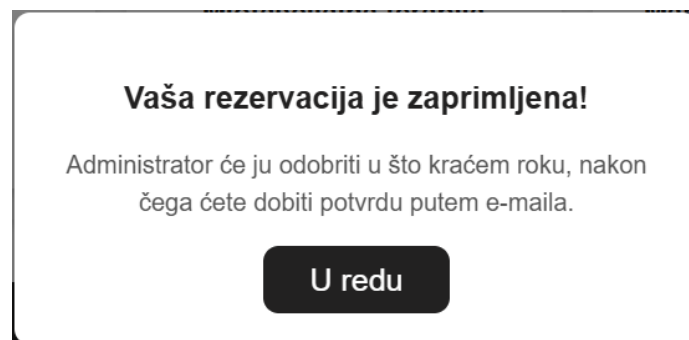 Vaša rezervacija je zaprimljena!
Administrator će ju odobriti u što kraćem roku, nakon
čega ćete dobiti potvrdu putem e-maila.
U redu